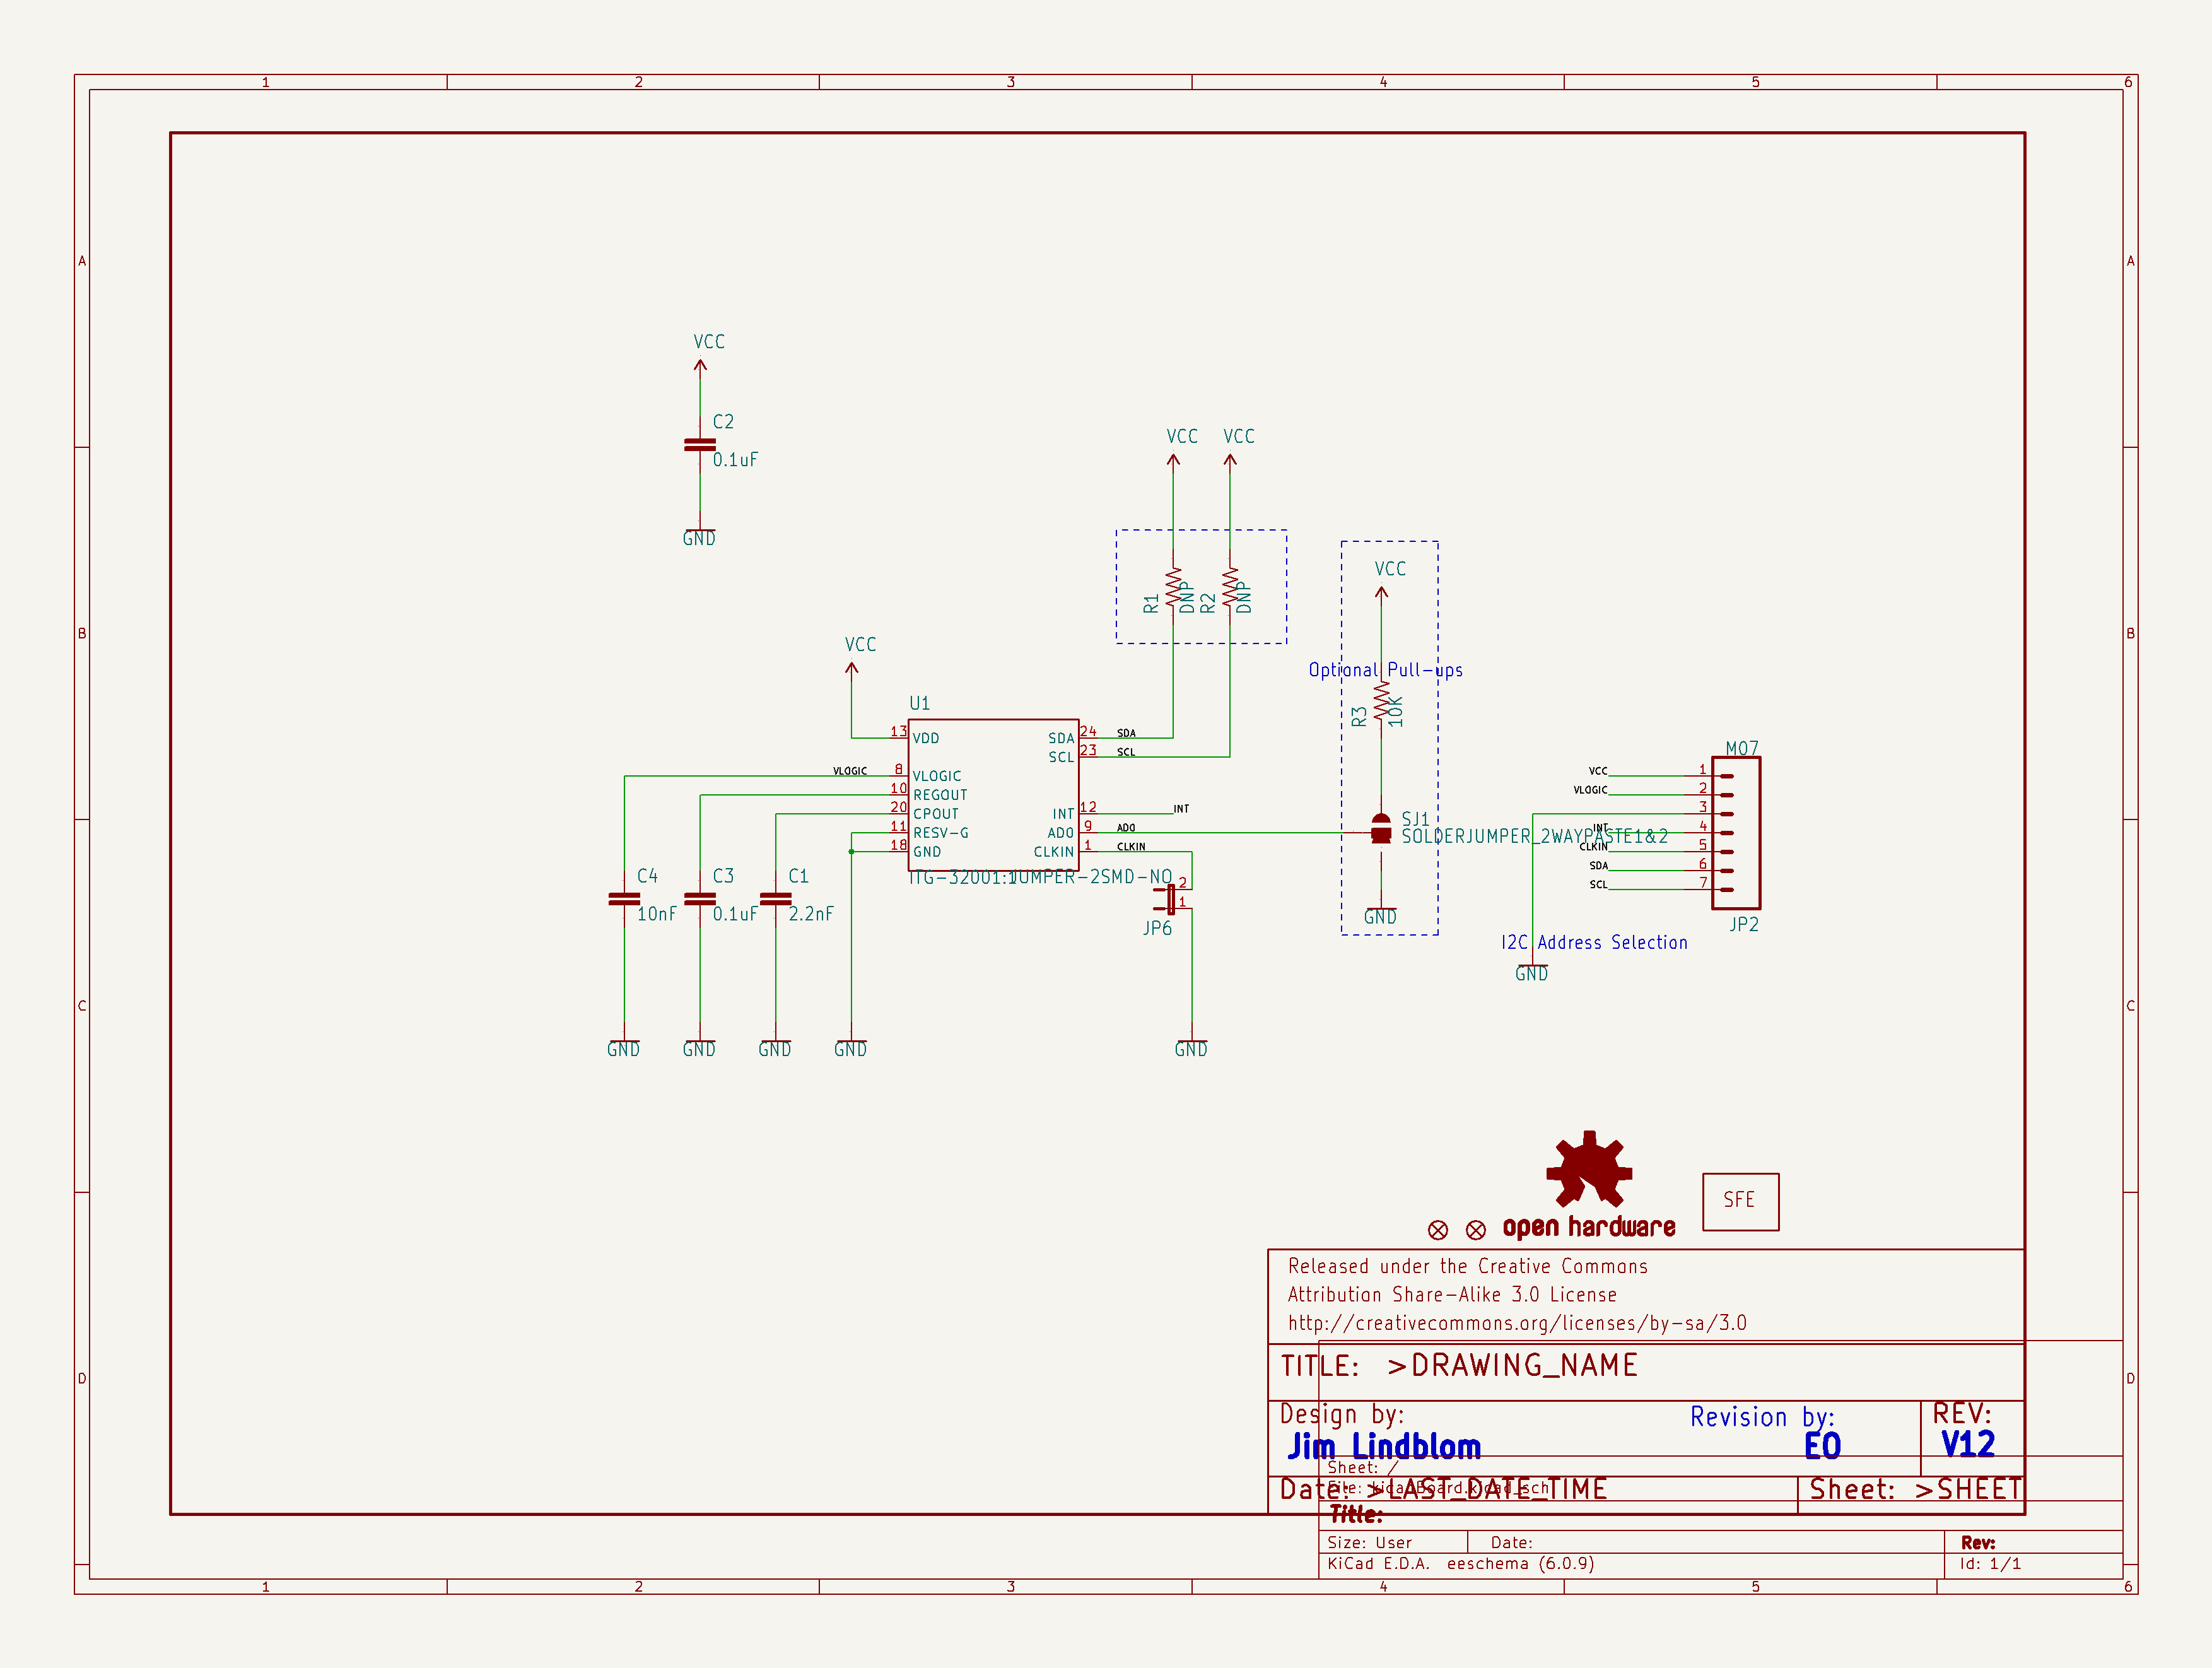 1 2 3 4 5 6
A A
VCC
C2
0.1uF
GND
VCC VCC
R1 DNP R2 DNP
VCC
Optional Pull-ups
R3 10K
B B
VCC
U1
13 VDD
8 VLOGIC
10 REGOUT
20 CPOUT
11 RESV-G
18 GND
SDA 24
SCL 23
INT 12
AD0 9
CLKIN 1
VLOGIC
SDA
SCL
INT
AD0
CLKIN
ITG-32001:1
JUMPER-2SMD-NO
2
1
JP6
C4
10nF
C3
0.1uF
C1
2.2nF
SJ1
SOLDERJUMPER_2WAYPASTE1&2
GND
M07
VCC 1
VLOGIC 2
3
INT 4
CLKIN 5
SDA 6
SCL 7
JP2
I2C Address Selection
GND
C C
GND GND GND GND GND
open hardware
SFE
Released under the Creative Commons
Attribution Share-Alike 3.0 License
http://creativecommons.org/licenses/by-sa/3.0
D D
TITLE: >DRAWING_NAME
Design by: Revision by: REV:
Jim Lindblom EO V12
Sheet: /
File: kicadBoard.kicad_sch
Date: >LAST_DATE_TIME Sheet: >SHEET
Title:
Size: User Date: Rev:
KiCad E.D.A. eeschema (6.0.9) Id: 1/1
1 2 3 4 5 6